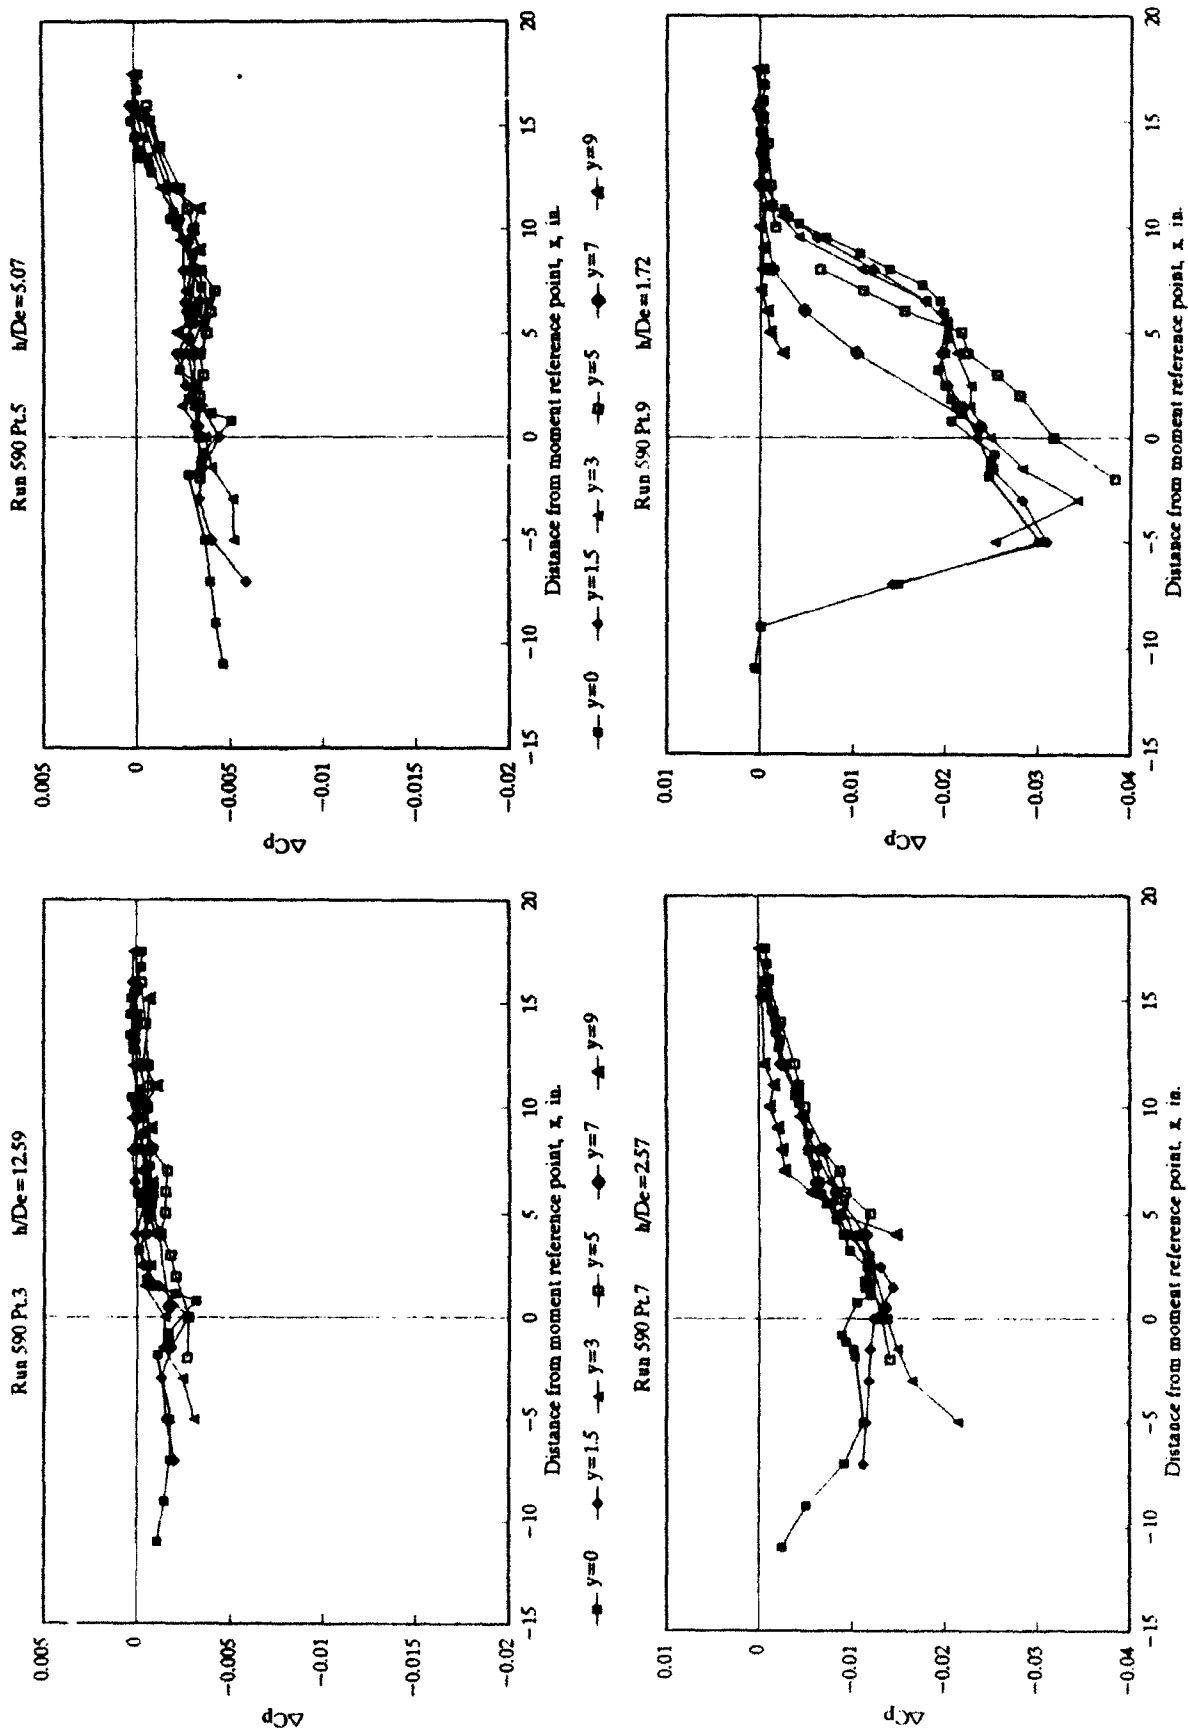 Run 590 Pt.3 h/De=12.59
0.005
0
−0.005
−0.01
−0.015
−0.02
ΔCp
−15 −10 −5 0 5 10 15 20
Distance from moment reference point, x, in.
y=0 y=1.5 y=3 y=5 y=7 y=9
Run 590 Pt.5 h/De=5.07
0.005
0
−0.005
−0.01
−0.015
−0.02
ΔCp
−15 −10 −5 0 5 10 15 20
Distance from moment reference point, x, in.
y=0 y=1.5 y=3 y=5 y=7 y=9
Run 590 Pt.7 h/De=2.57
0.01
0
−0.01
−0.02
−0.03
−0.04
ΔCp
−15 −10 −5 0 5 10 15 20
Distance from moment reference point, x, in.
Run 590 Pt.9 h/De=1.72
0.01
0
−0.01
−0.02
−0.03
−0.04
ΔCp
−15 −10 −5 0 5 10 15 20
Distance from moment reference point, x, in.